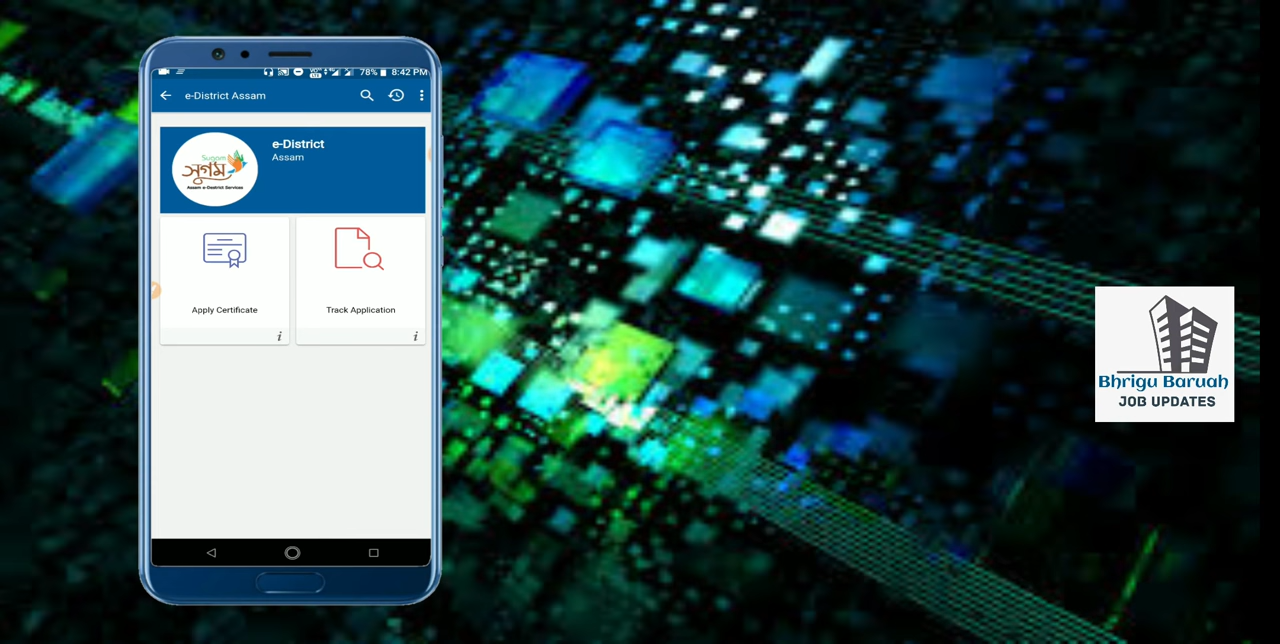 78% 8:42 PM
e-District Assam
e-District
Assam
Sugam
সুগম
Assam e-District Services
Apply Certificate
Track Application
i
i
Bhrigu Baruah
JOB UPDATES